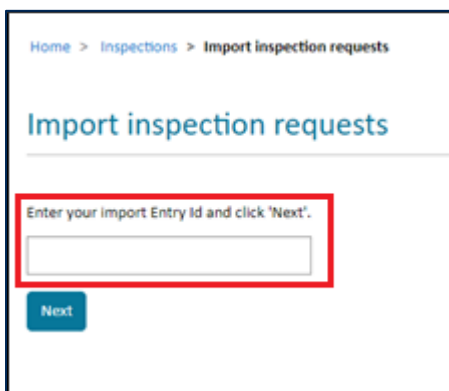 Home > Inspections > Import inspection requests
Import inspection requests
Enter your import Entry Id and click 'Next'.
Next